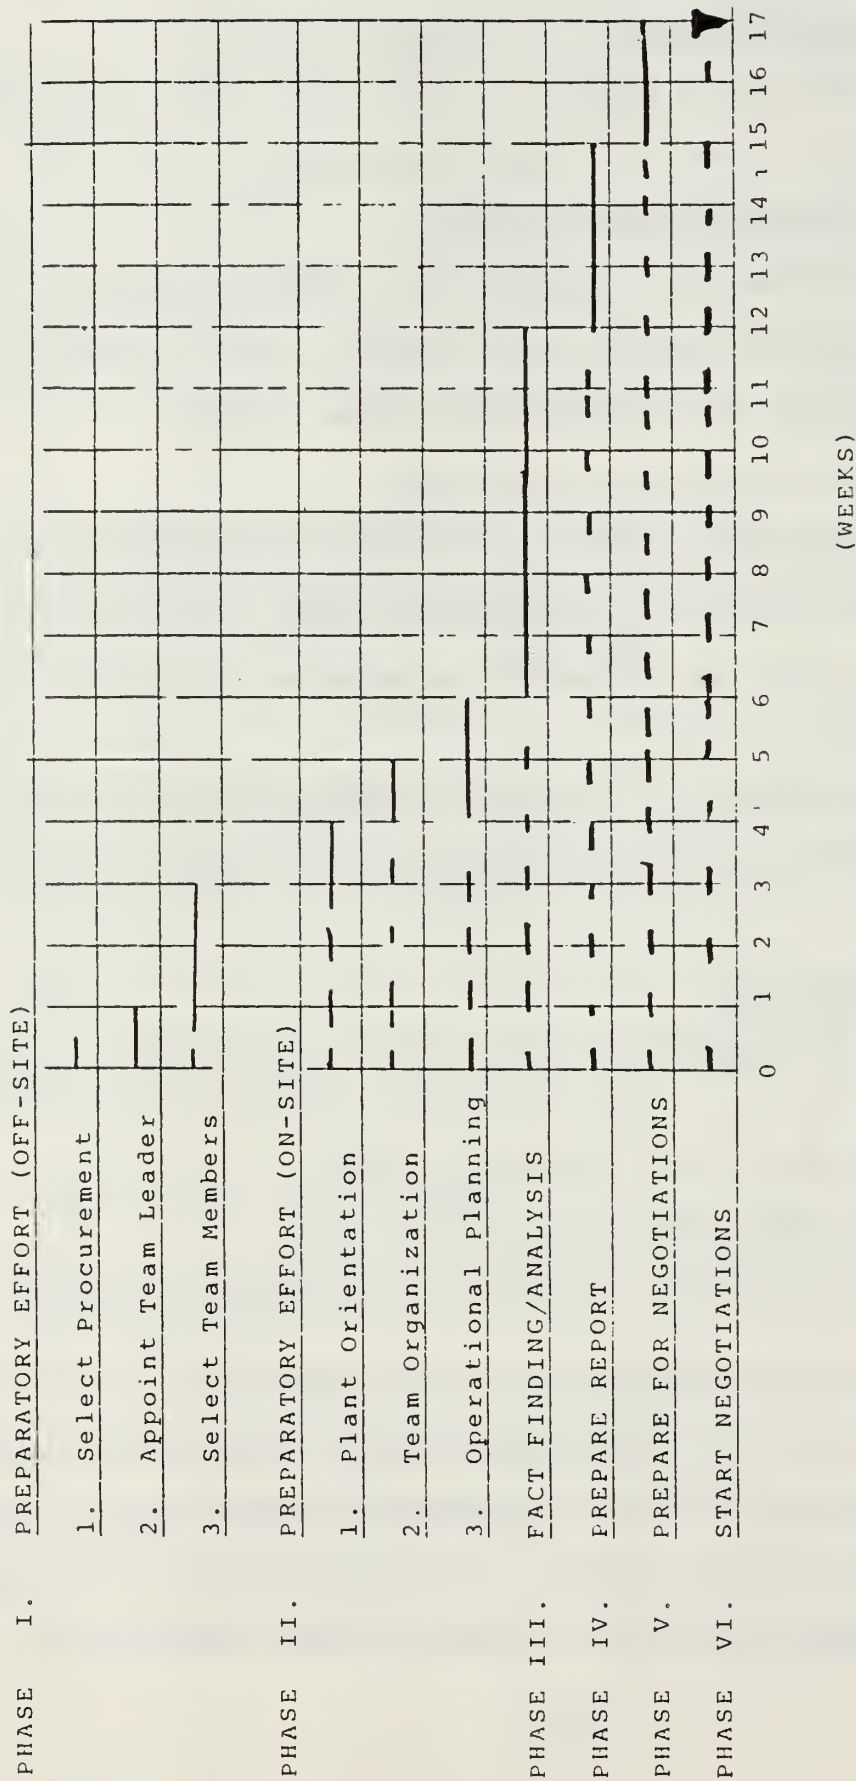 PHASE I. PREPARATORY EFFORT (OFF-SITE)
1. Select Procurement
2. Appoint Team Leader
3. Select Team Members
PHASE II. PREPARATORY EFFORT (ON-SITE)
1. Plant Orientation
2. Team Organization
3. Operational Planning
PHASE III. FACT FINDING/ANALYSIS
PHASE IV. PREPARE REPORT
PHASE V. PREPARE FOR NEGOTIATIONS
PHASE VI. START NEGOTIATIONS
0 1 2 3 4 5 6 7 8 9 10 11 12 13 14 15 16 17
(WEEKS)